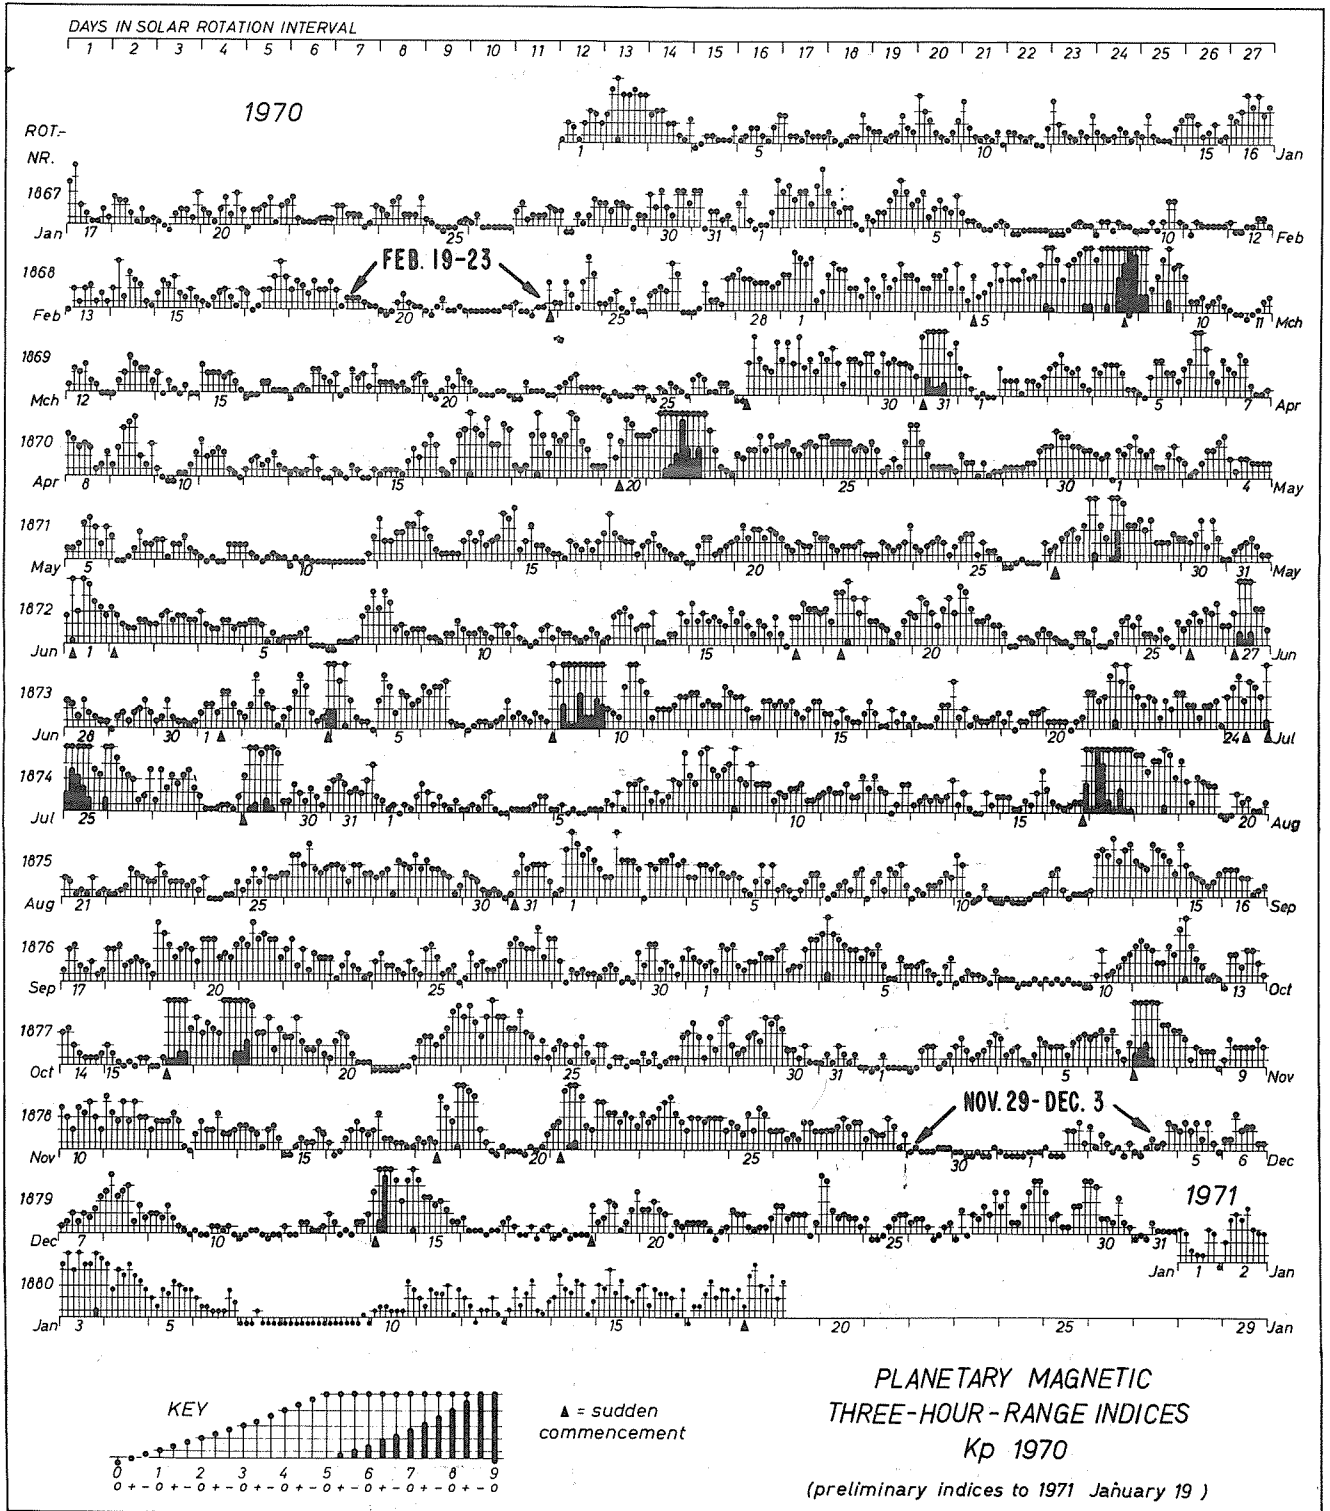 DAYS IN SOLAR ROTATION INTERVAL
1 2 3 4 5 6 7 8 9 10 11 12 13 14 15 16 17 18 19 20 21 22 23 24 25 26 27
1970
ROT.-
NR.
1 5 10 15 16 Jan
1867
Jan 17 20 25 30 31 1 5 10 12 Feb
FEB. 19-23
1868
Feb 13 15 20 25 28 1 5 10 11 Mch
1869
Mch 12 15 20 25 30 31 1 5 7 Apr
1870
Apr 8 10 15 20 25 30 1 4 May
1871
May 5 10 15 20 25 30 31 May
1872
Jun 1 5 10 15 20 25 27 Jun
1873
Jun 28 30 1 5 10 15 20 24 Jul
1874
Jul 25 30 31 1 5 10 15 20 Aug
1875
Aug 21 25 30 31 1 5 10 15 16 Sep
1876
Sep 17 20 25 30 1 5 10 13 Oct
1877
Oct 14 15 20 25 30 31 1 5 9 Nov
NOV. 29-DEC. 3
1878
Nov 10 15 20 25 30 1 5 6 Dec
1879
1971
Dec 7 10 15 20 25 30 31
Jan 1 2 Jan
1880
Jan 3 5 10 15 20 25 29 Jan
KEY
0 1 2 3 4 5 6 7 8 9
o + - o + - o + - o + - o + - o + - o + - o + - o + - o
▲ = sudden
commencement
PLANETARY MAGNETIC
THREE-HOUR-RANGE INDICES
Kp 1970
(preliminary indices to 1971 January 19 )